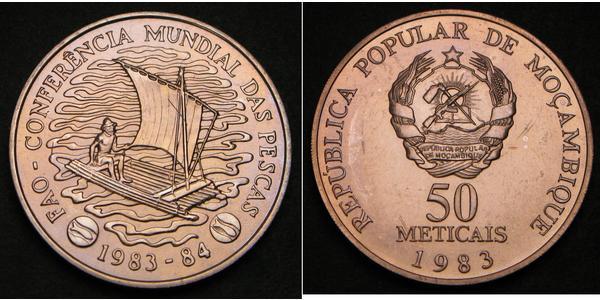 FAO - CONFERÊNCIA MUNDIAL DAS PESCAS
1983-84
REPÚBLICA POPULAR DE MOÇAMBIQUE
REPÚBLICA POPULAR
DE MOÇAMBIQUE
50
METICAIS
1983